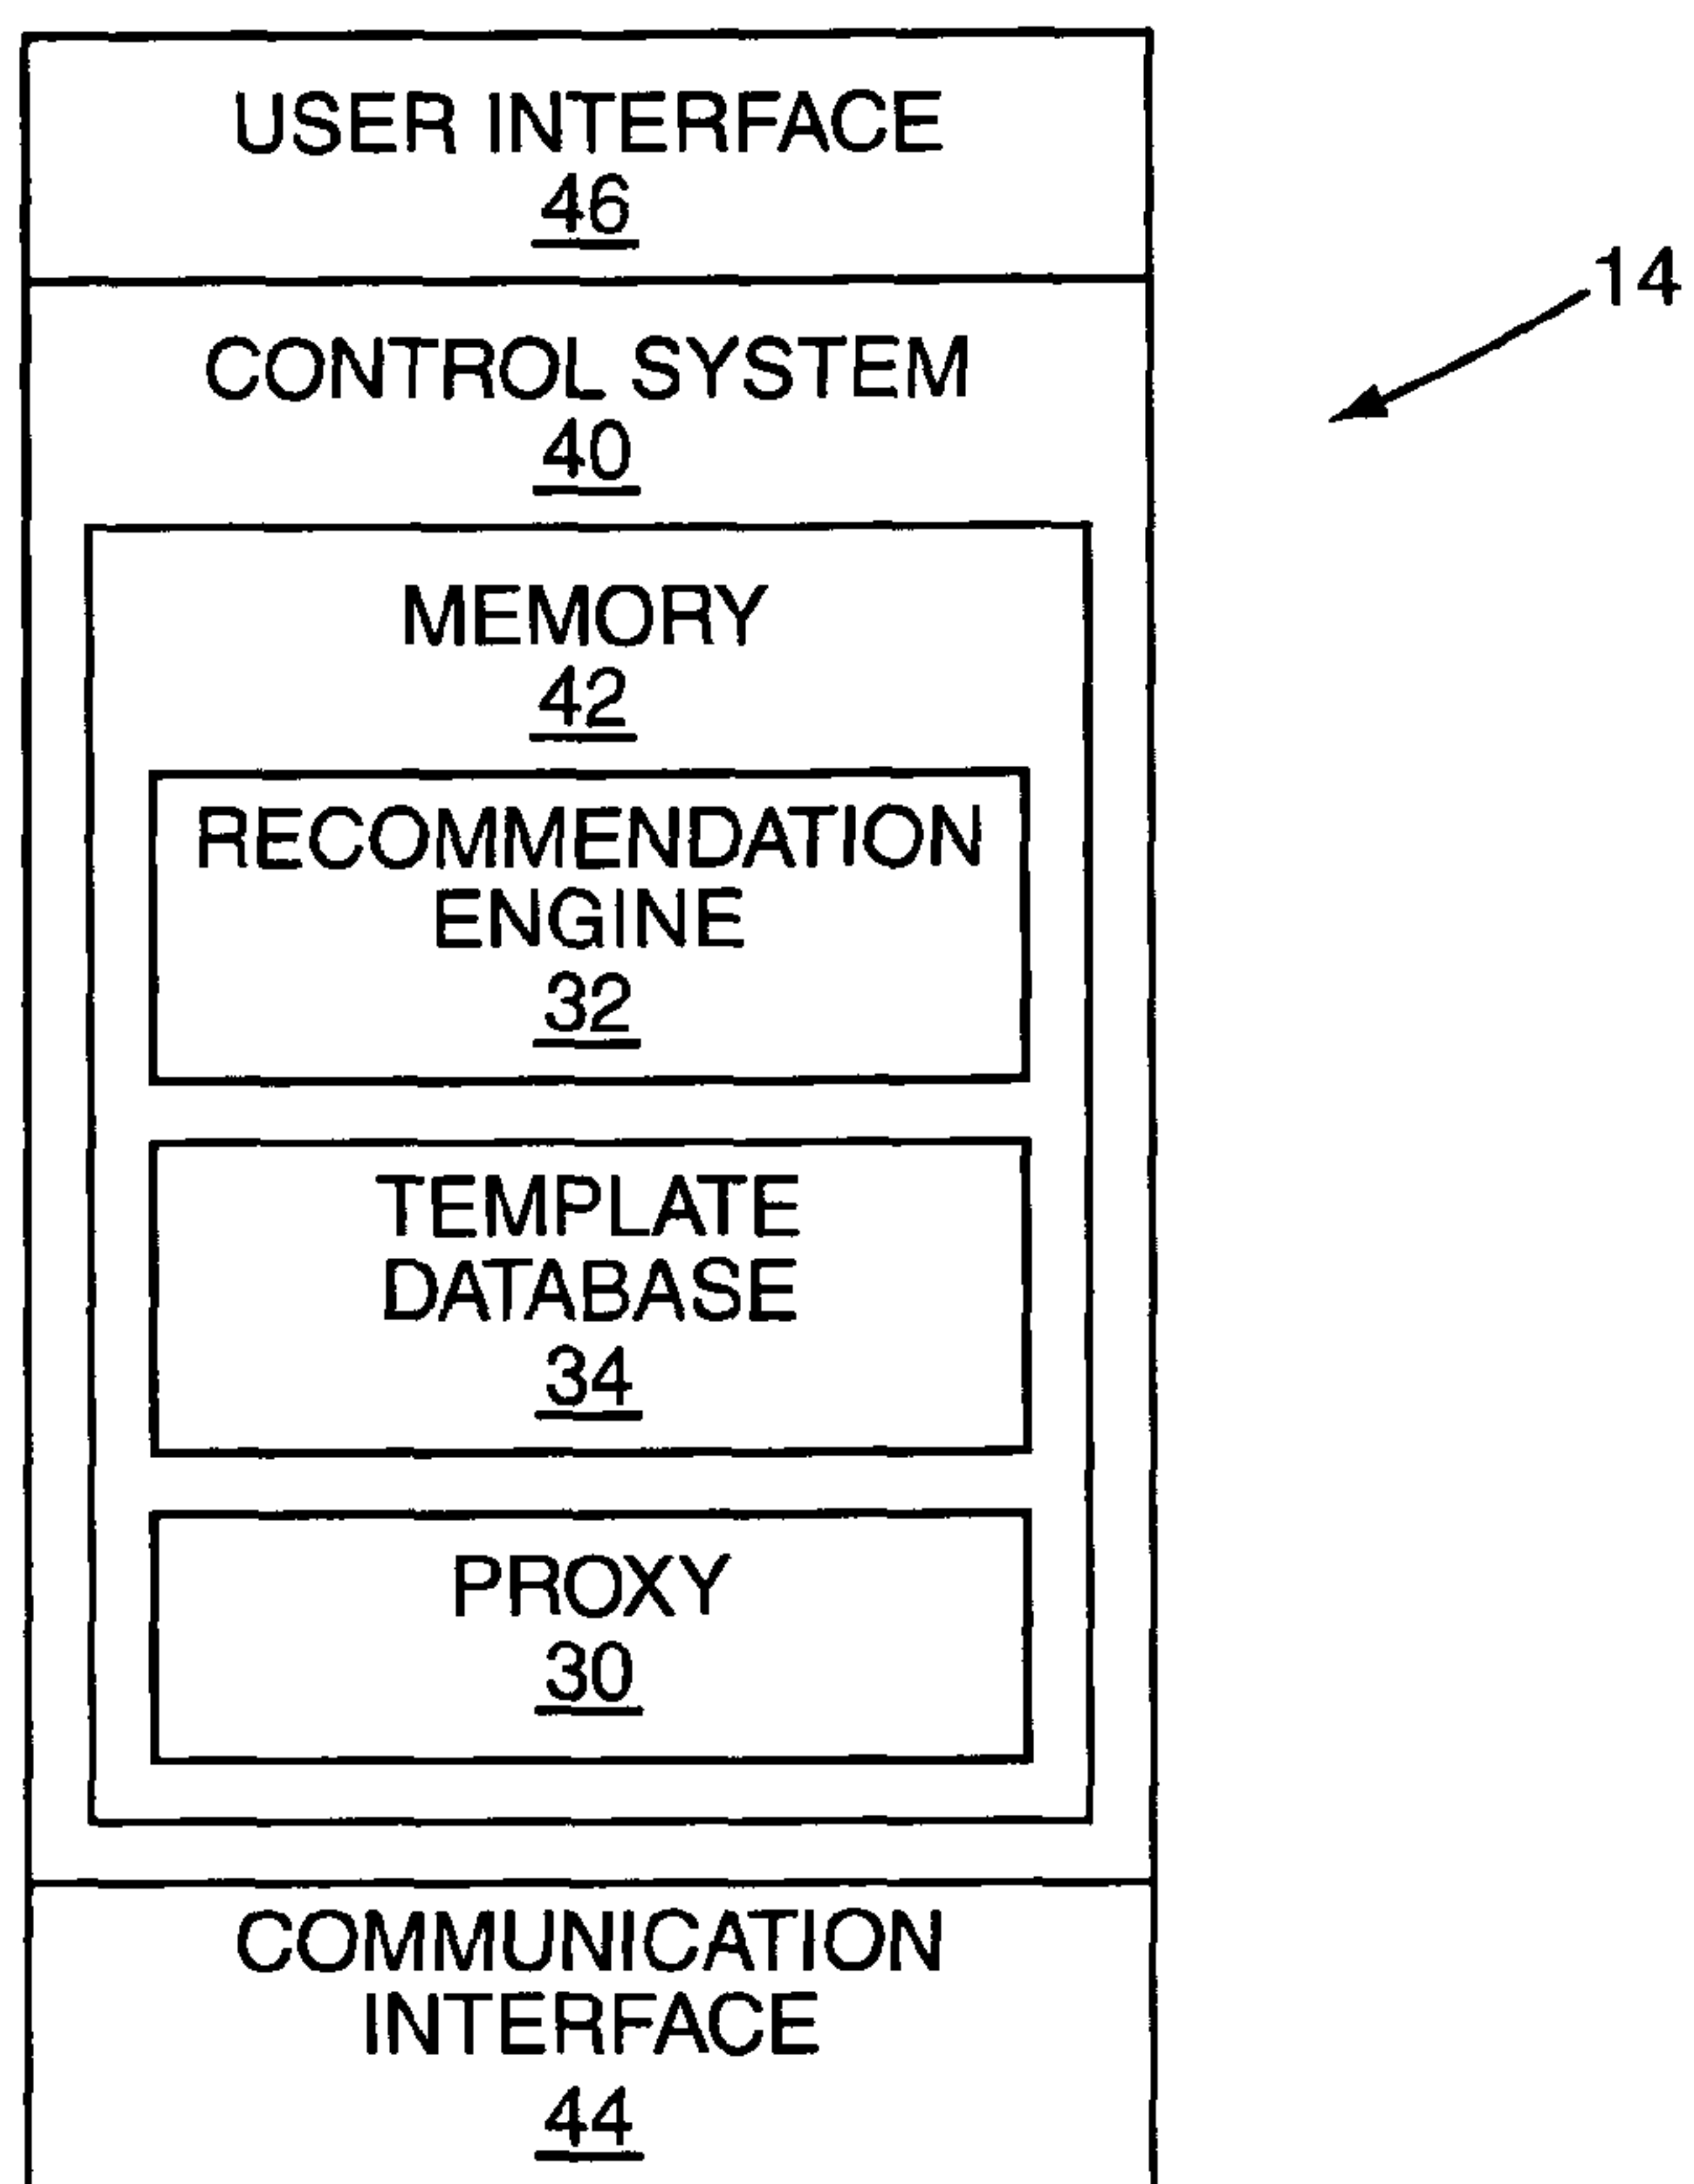 USER INTERFACE
46
14
CONTROL SYSTEM
40
MEMORY
42
RECOMMENDATION
ENGINE
32
TEMPLATE
DATABASE
34
PROXY
30
COMMUNICATION
INTERFACE
44